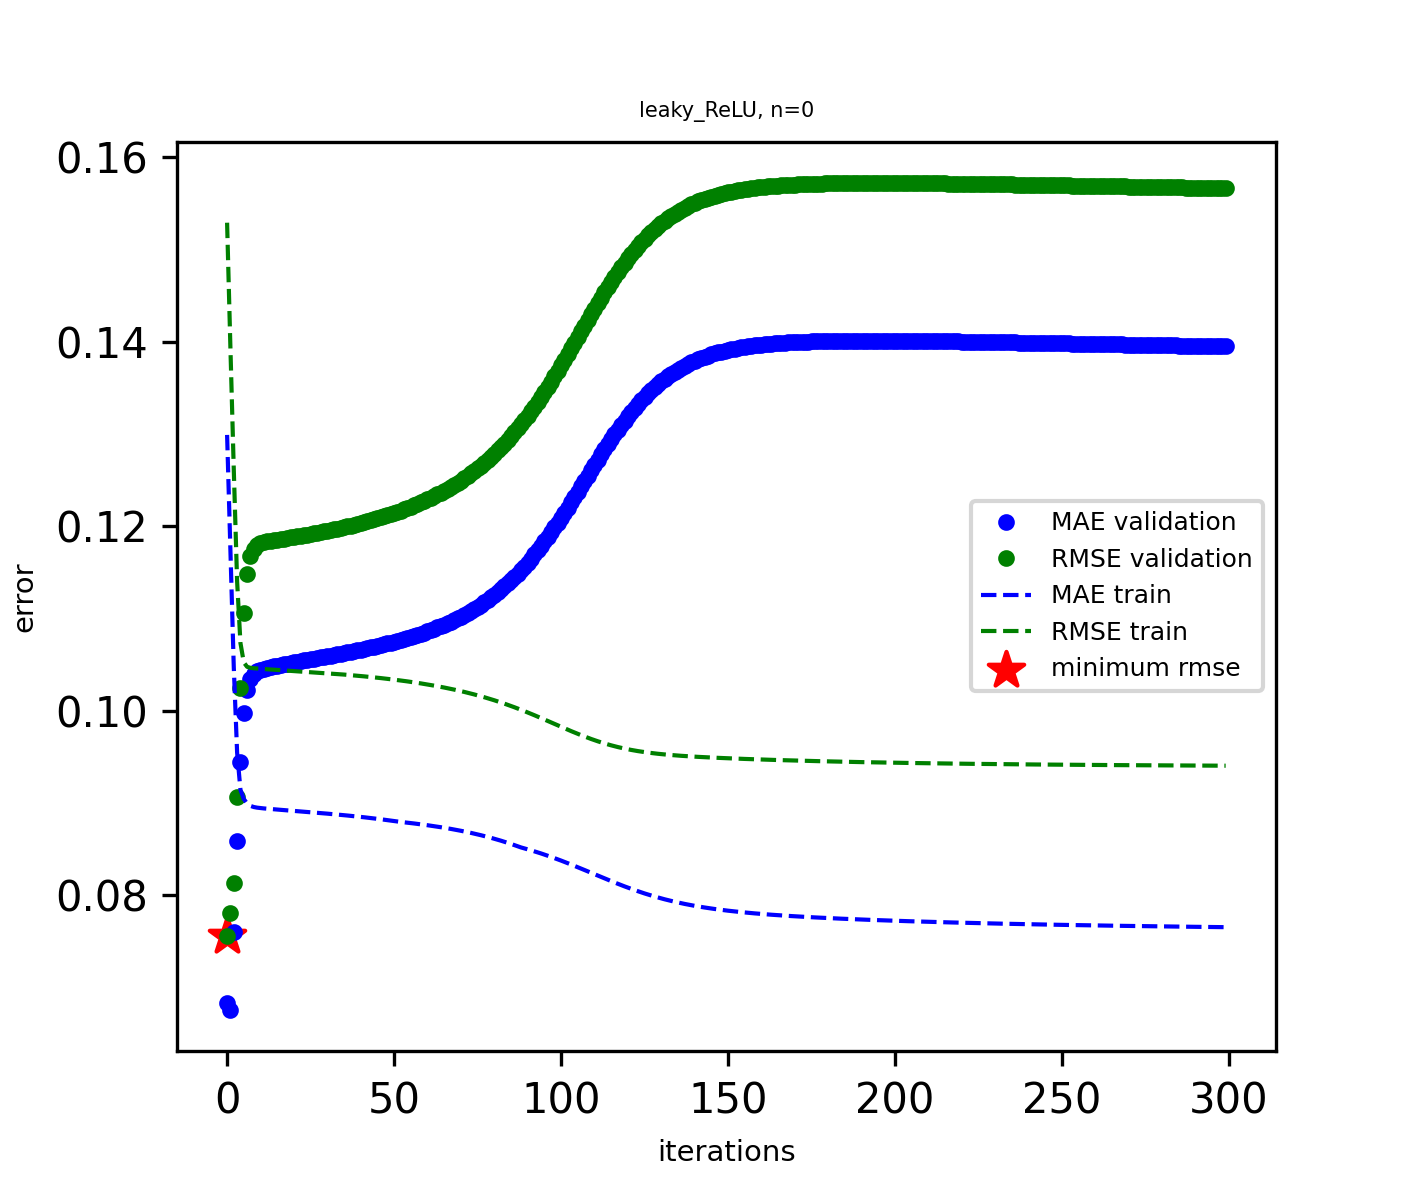 leaky_ReLU, n=0
0.16
0.14
0.12
0.10
0.08
error
MAE validation
RMSE validation
MAE train
RMSE train
minimum rmse
0 50 100 150 200 250 300
iterations